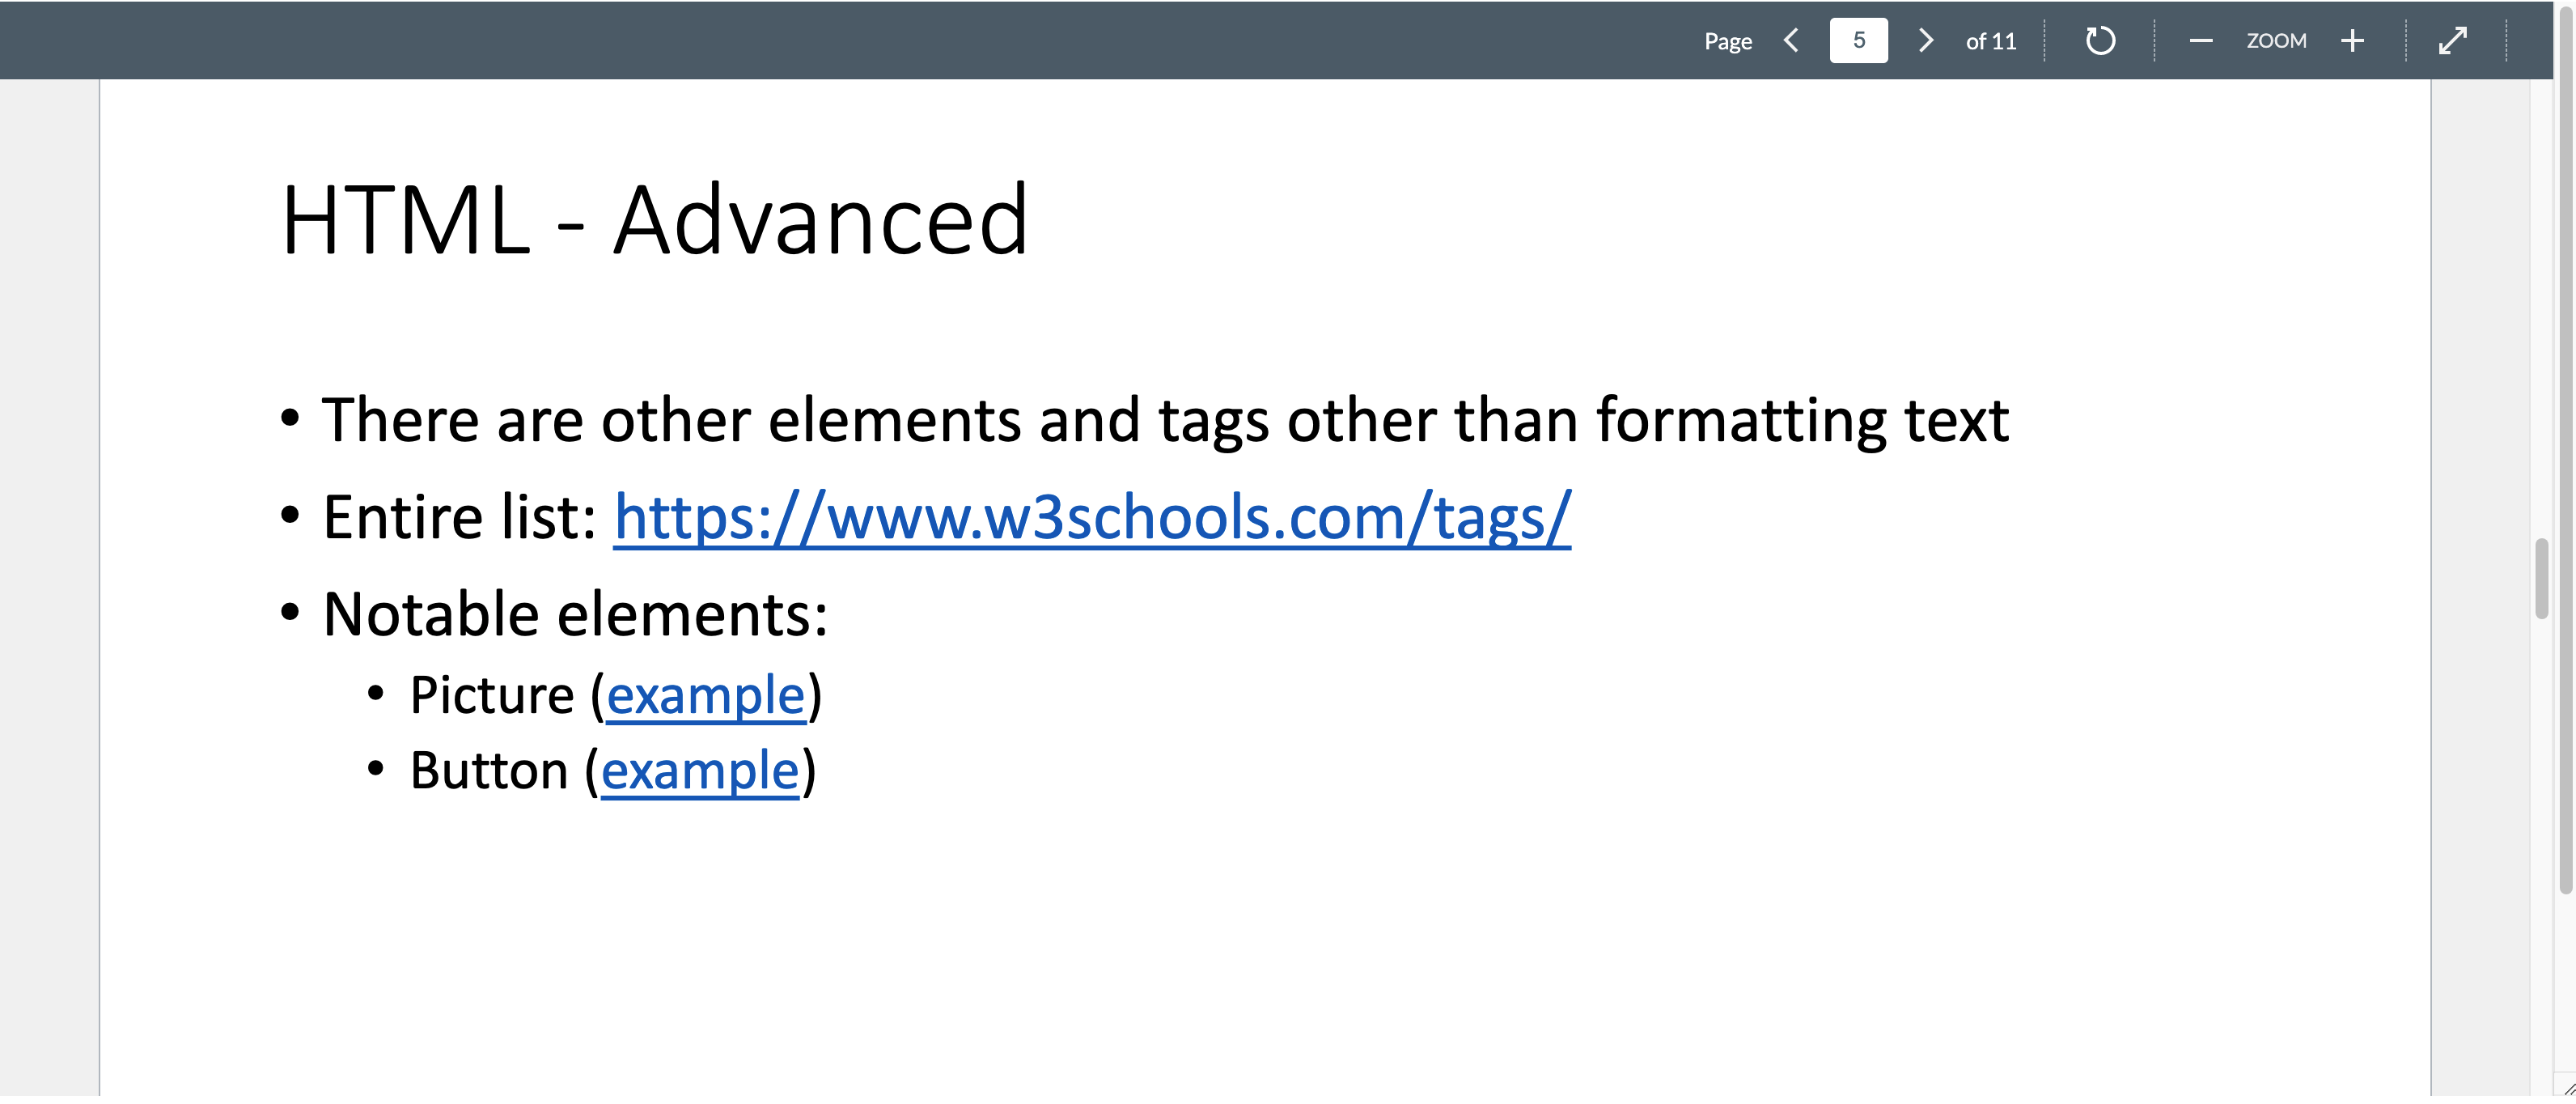 Page 5 of 11 ZOOM
HTML - Advanced
• There are other elements and tags other than formatting text
• Entire list: https://www.w3schools.com/tags/
• Notable elements:
• Picture (example)
• Button (example)